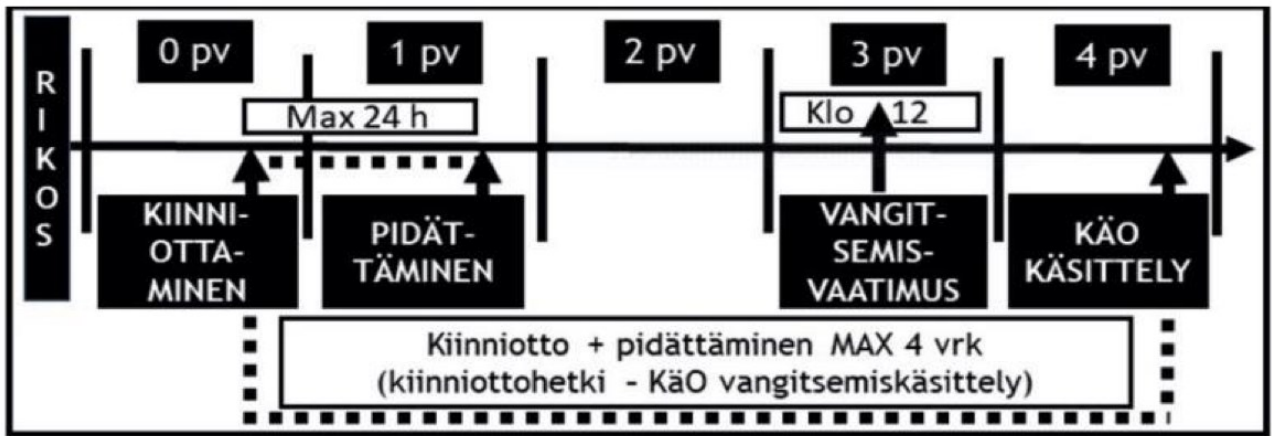 RIKOS
0 pv
1 pv
2 pv
3 pv
4 pv
Max 24 h
Klo 12
KIINNI-
OTTA-
MINEN
PIDÄT-
TÄMINEN
VANGIT-
SEMIS-
VAATIMUS
KÄO
KÄSITTELY
Kiinniotto + pidättäminen MAX 4 vrk
(kiinniottohetki – KäO vangitsemiskäsittely)